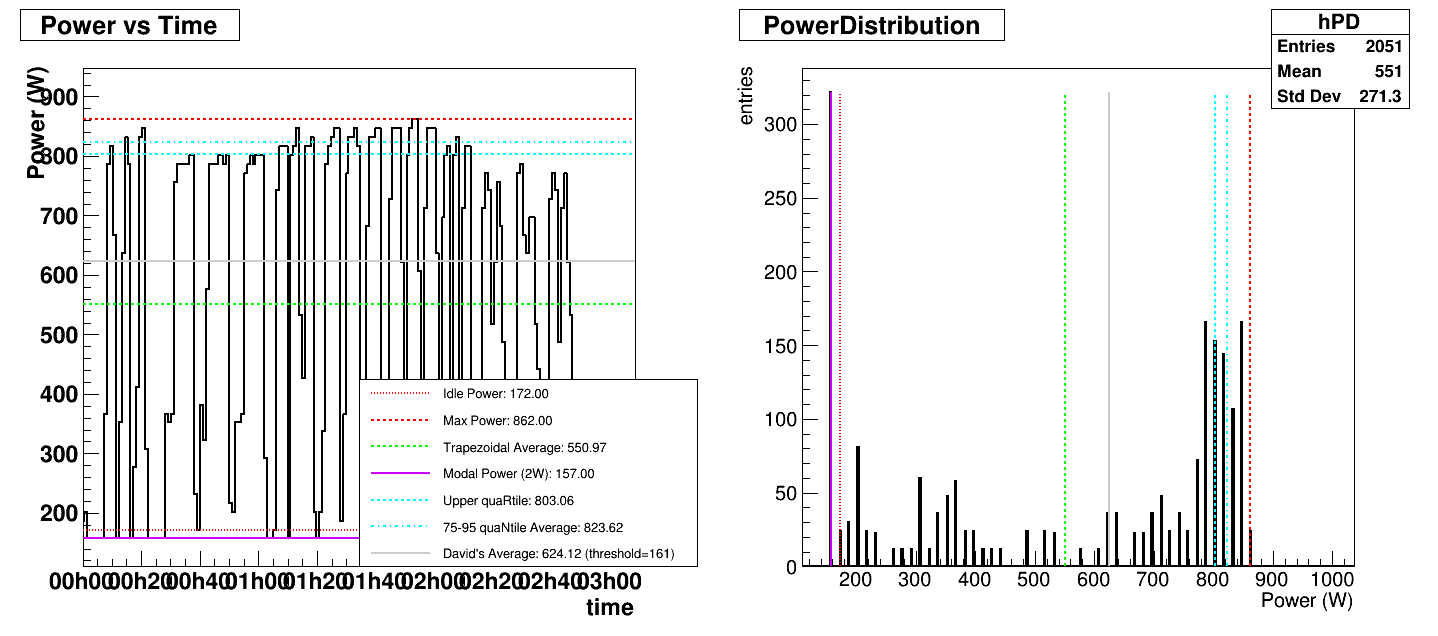 Power vs Time
Power (W)
900
800
700
600
500
400
300
200
00h00 00h20 00h40 01h00 01h20 01h40 02h00 02h20 02h40 03h00
time
Idle Power: 172.00
Max Power: 862.00
Trapezoidal Average: 550.97
Modal Power (2W): 157.00
Upper quaRtile: 803.06
75-95 quaNtile Average: 823.62
David's Average: 624.12 (threshold=161)
PowerDistribution
hPD
Entries 2051
Mean 551
Std Dev 271.3
entries
300
250
200
150
100
50
0
200 300 400 500 600 700 800 900 1000
Power (W)